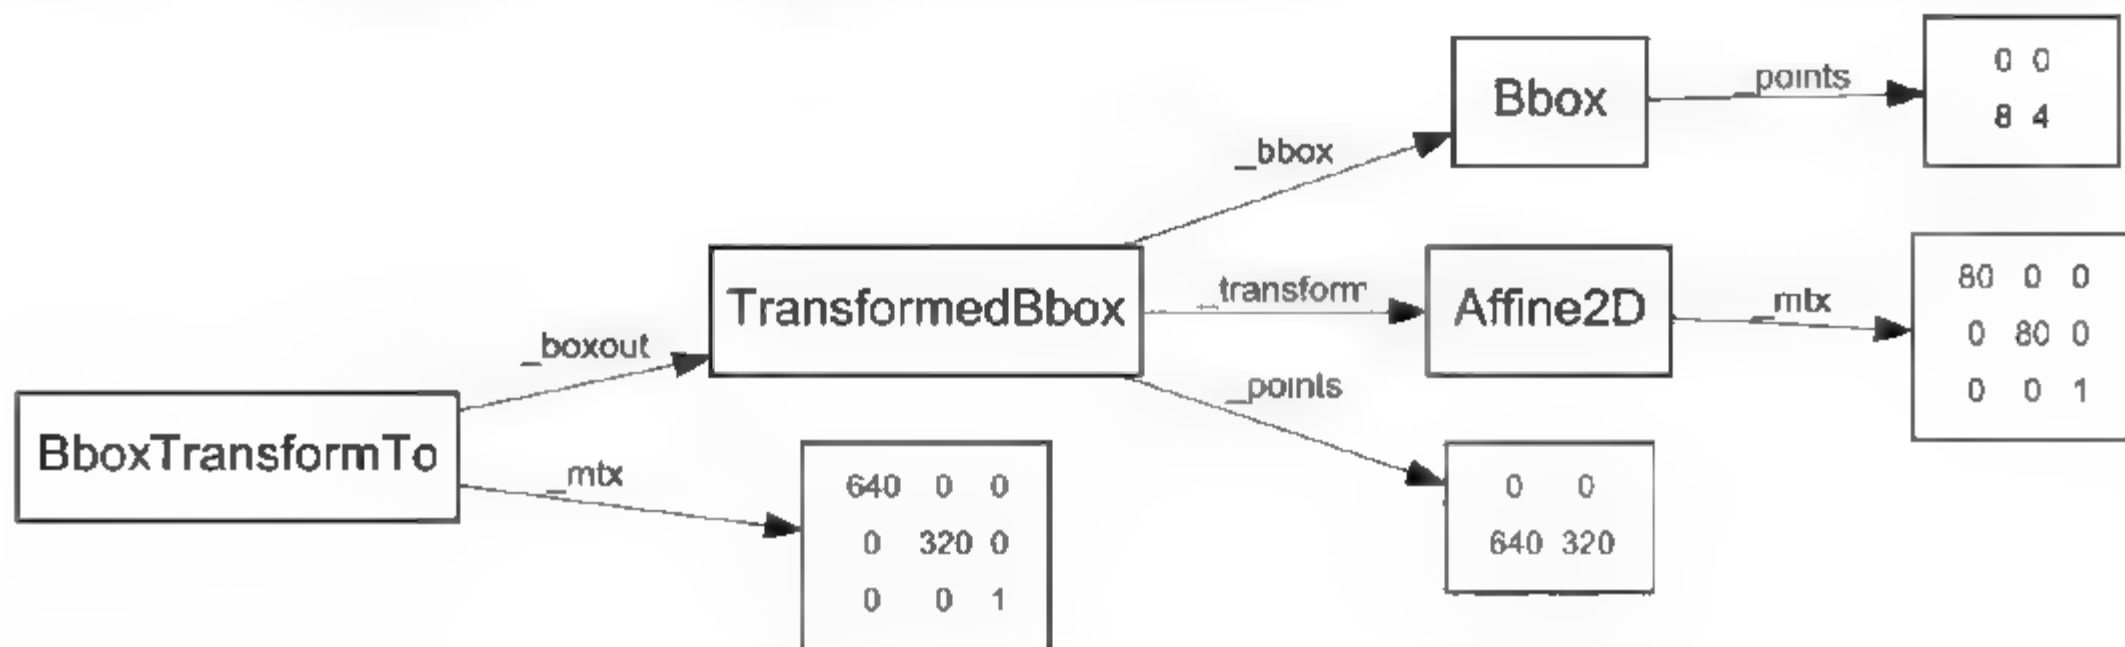 0 0
_points
Bbox
8 4
_bbox
80 0 0
_transform
_mtx
TransformedBbox
Affine2D
0 80 0
_boxout
_points
0 0 1
BboxTransformTo
_mtx
640 0 0
0 0
0 320 0
640 320
0 0 1